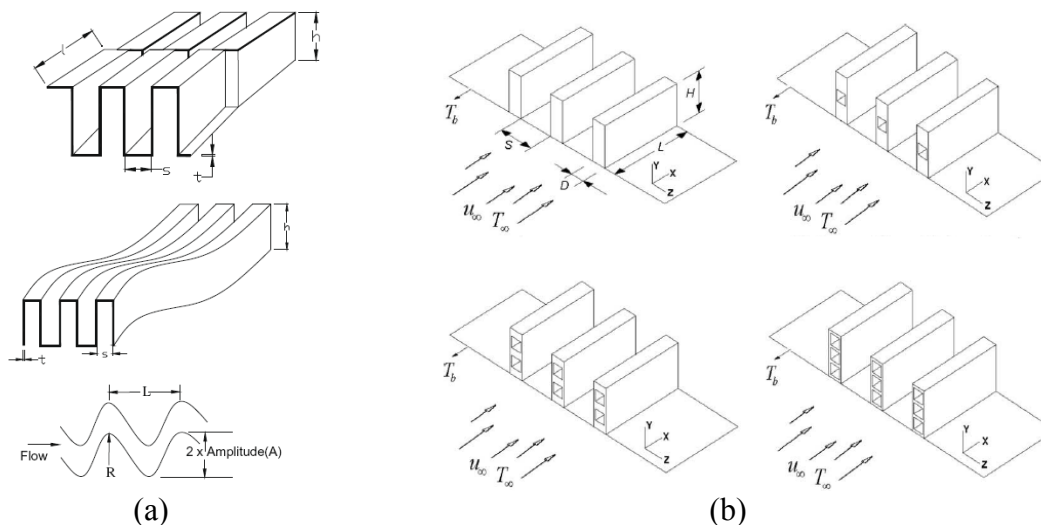 l
h
s
t
h
t
s
L
Flow
R
2 x Amplitude(A)
(a)
H
T_b
S
L
D
Y
X
Z
u_∞
T_∞
T_b
Y
X
Z
u_∞
T_∞
T_b
Y
X
Z
u_∞
T_∞
T_b
Y
X
Z
u_∞
T_∞
(b)